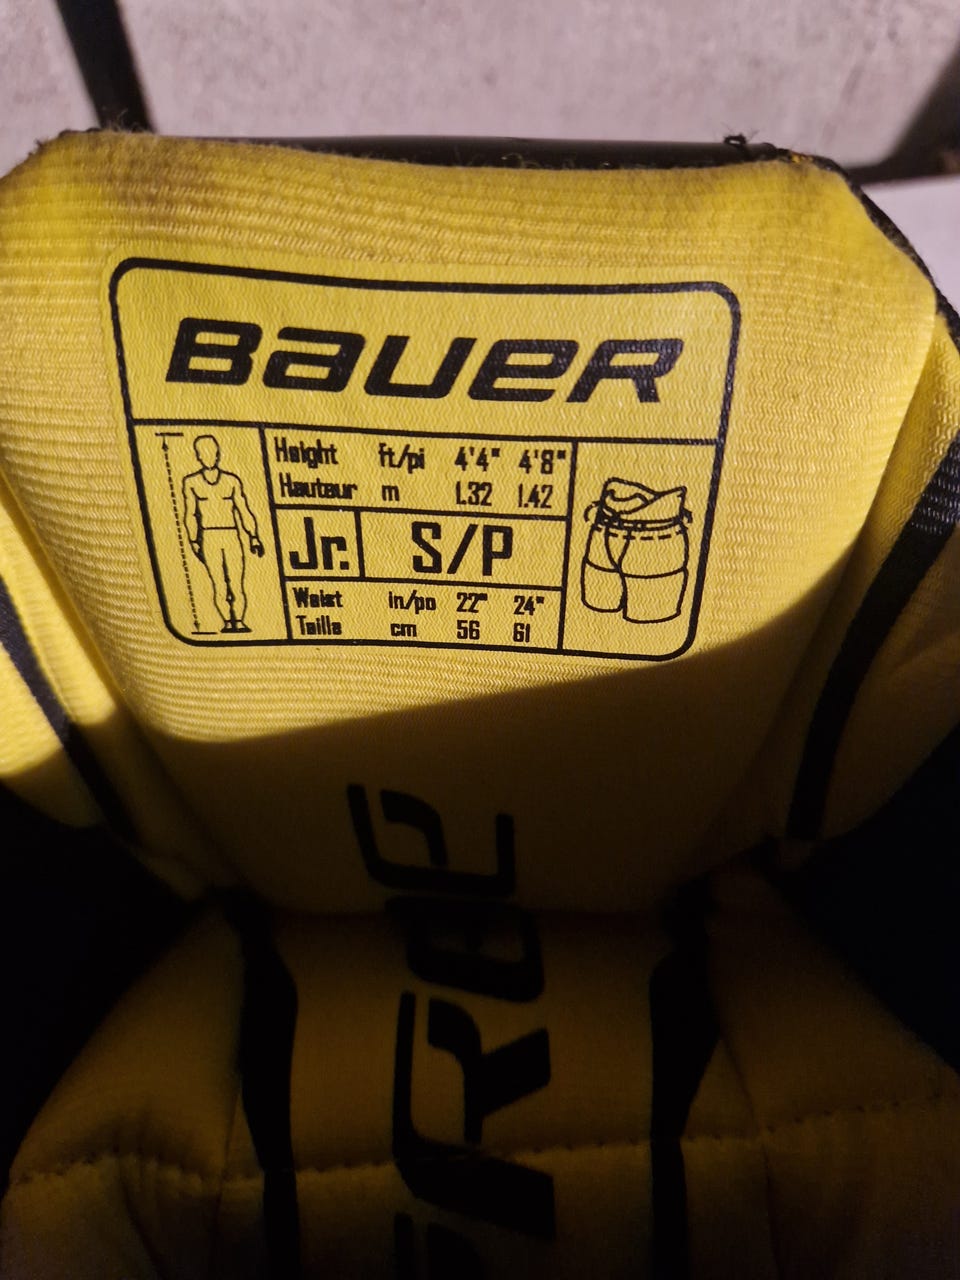 BAUER
Height ft/pi 4'4" 4'8"
Hauteur m 1.32 1.42
Jr. S/P
Waist in/po 22" 24"
Taille cm 56 61